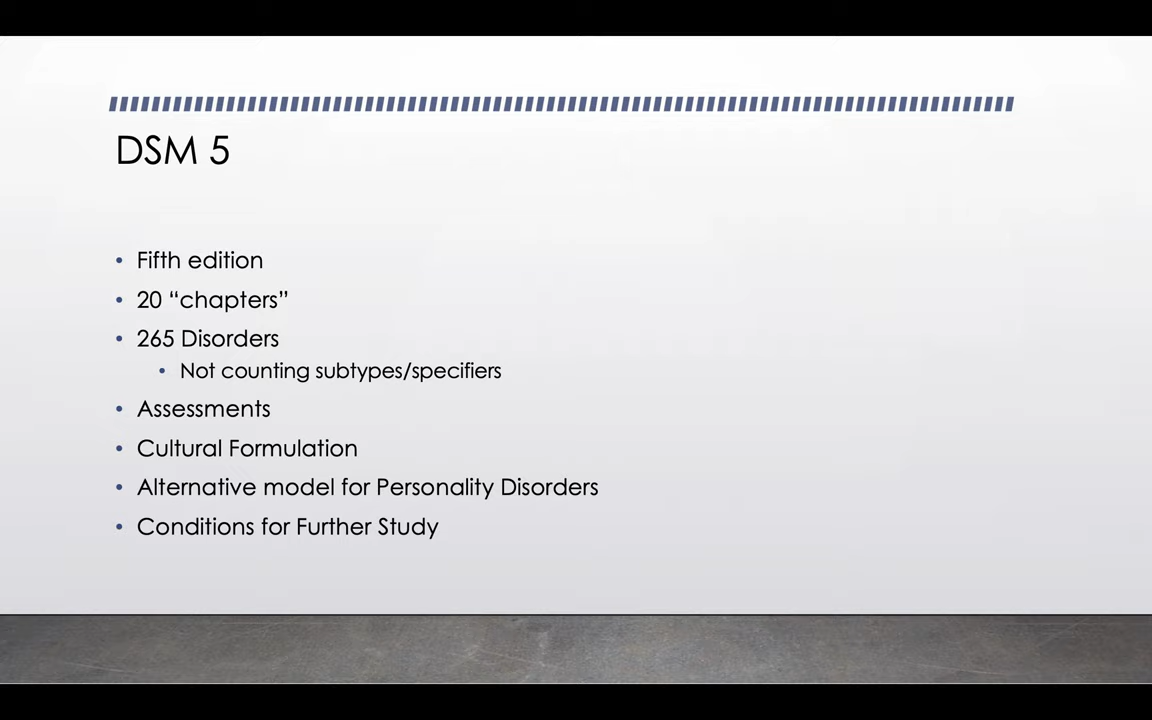 DSM 5
• Fifth edition
• 20 “chapters”
• 265 Disorders
• Not counting subtypes/specifiers
• Assessments
• Cultural Formulation
• Alternative model for Personality Disorders
• Conditions for Further Study